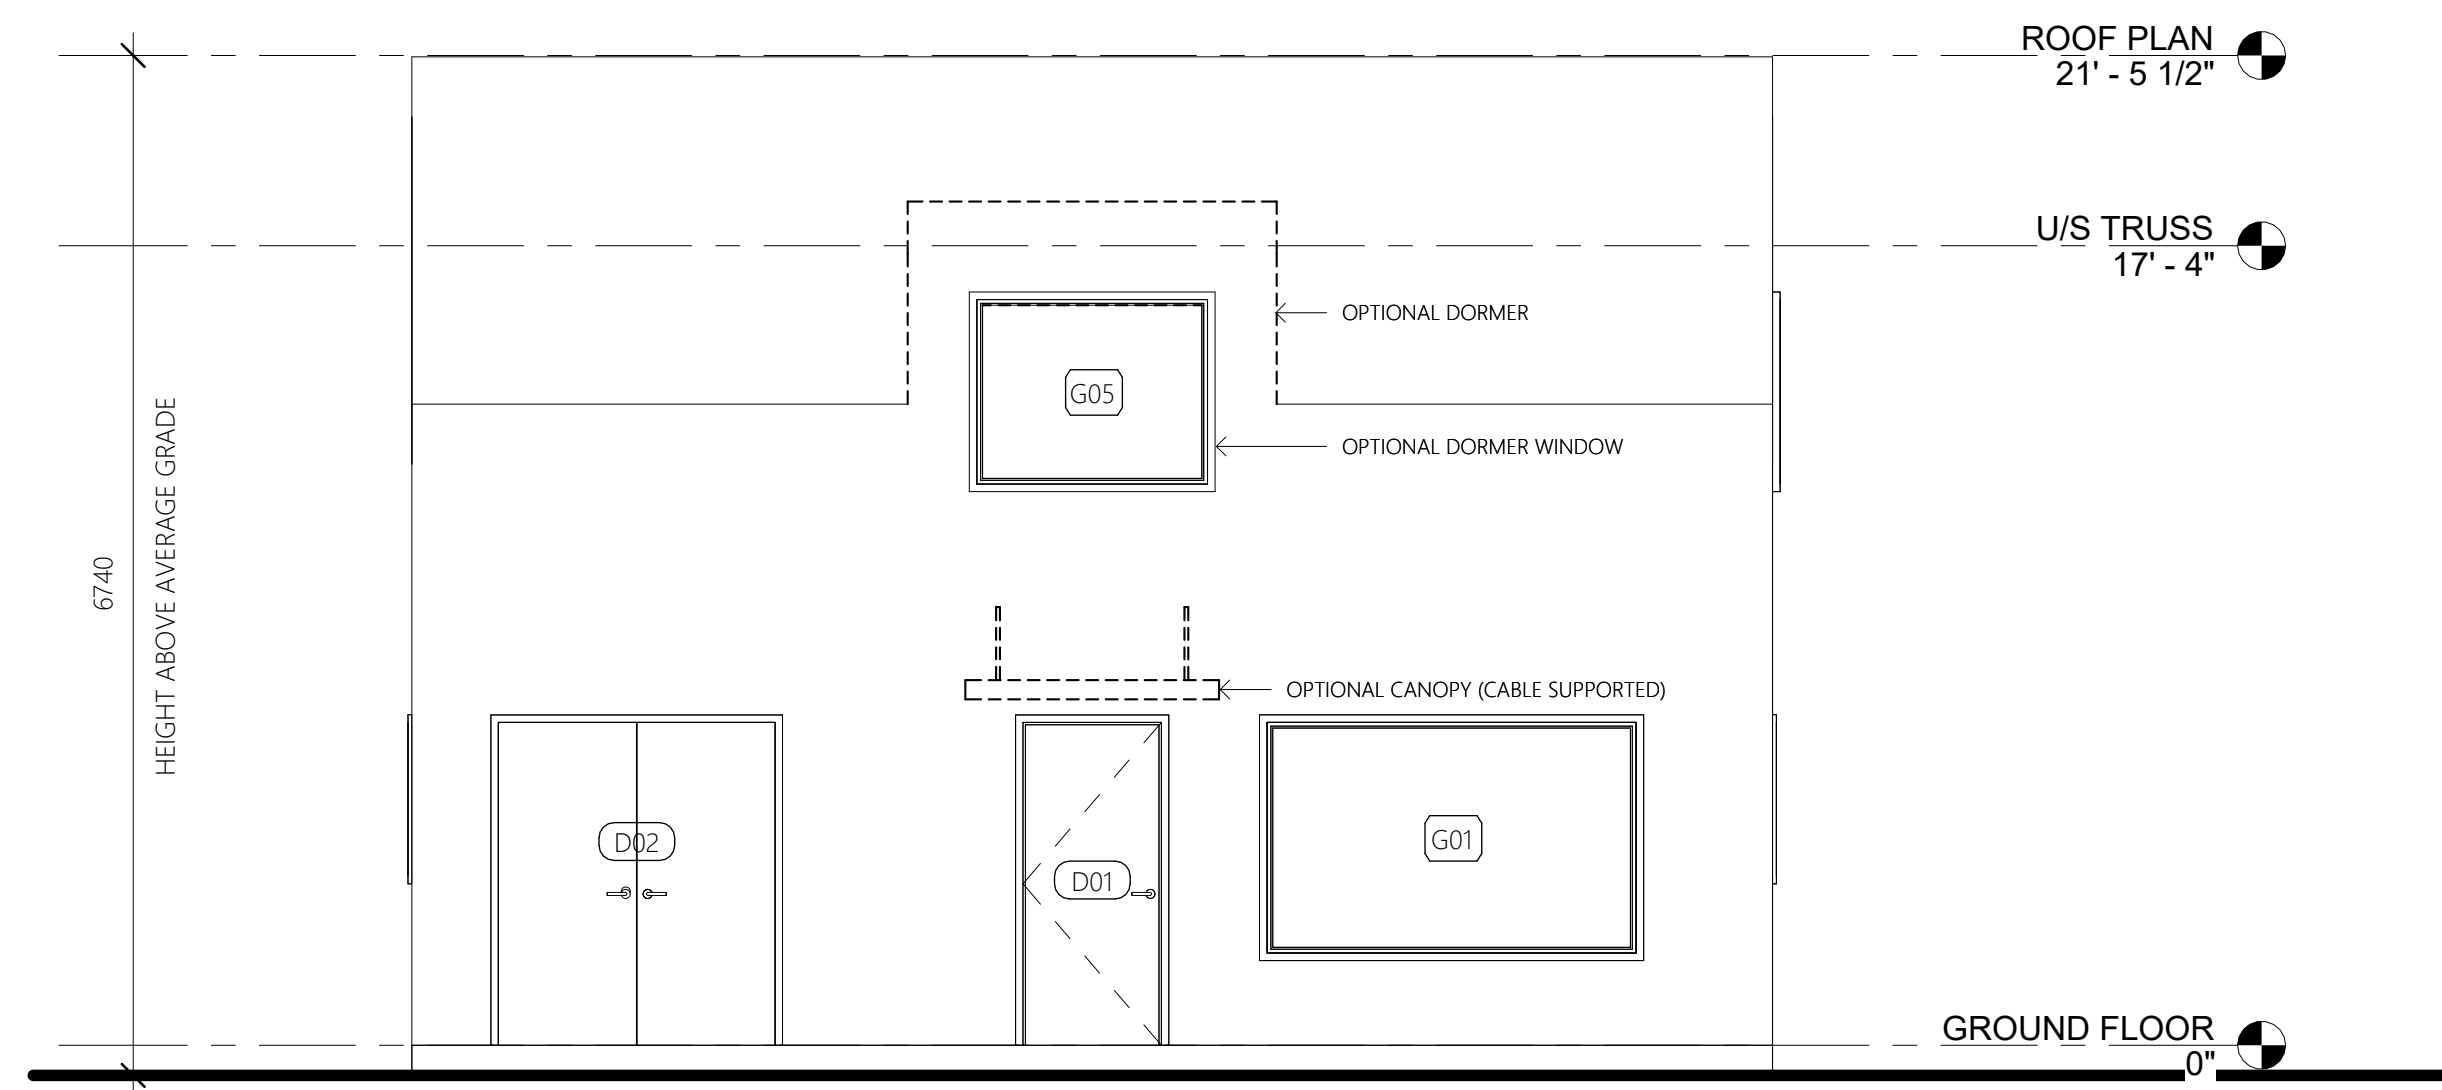 ROOF PLAN
21' - 5 1/2"
U/S TRUSS
17' - 4"
OPTIONAL DORMER
G05
OPTIONAL DORMER WINDOW
HEIGHT ABOVE AVERAGE GRADE
6740
OPTIONAL CANOPY (CABLE SUPPORTED)
D02
G01
D01
GROUND FLOOR
0"